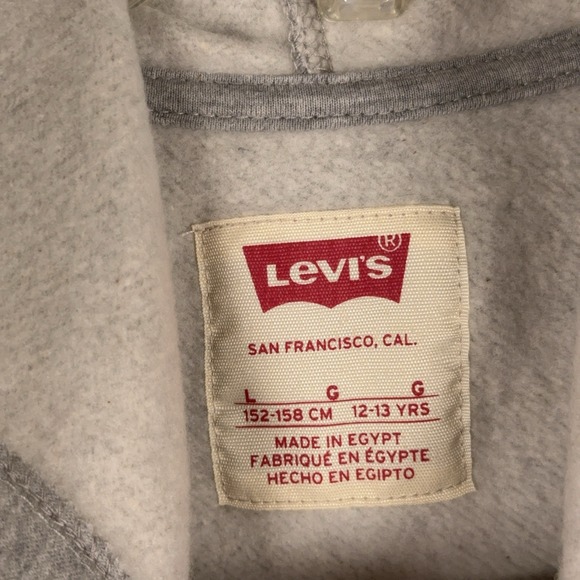 LEVI'S ®
SAN FRANCISCO, CAL.
L G G
152-158 CM 12-13 YRS
MADE IN EGYPT
FABRIQUÉ EN ÉGYPTE
HECHO EN EGIPTO